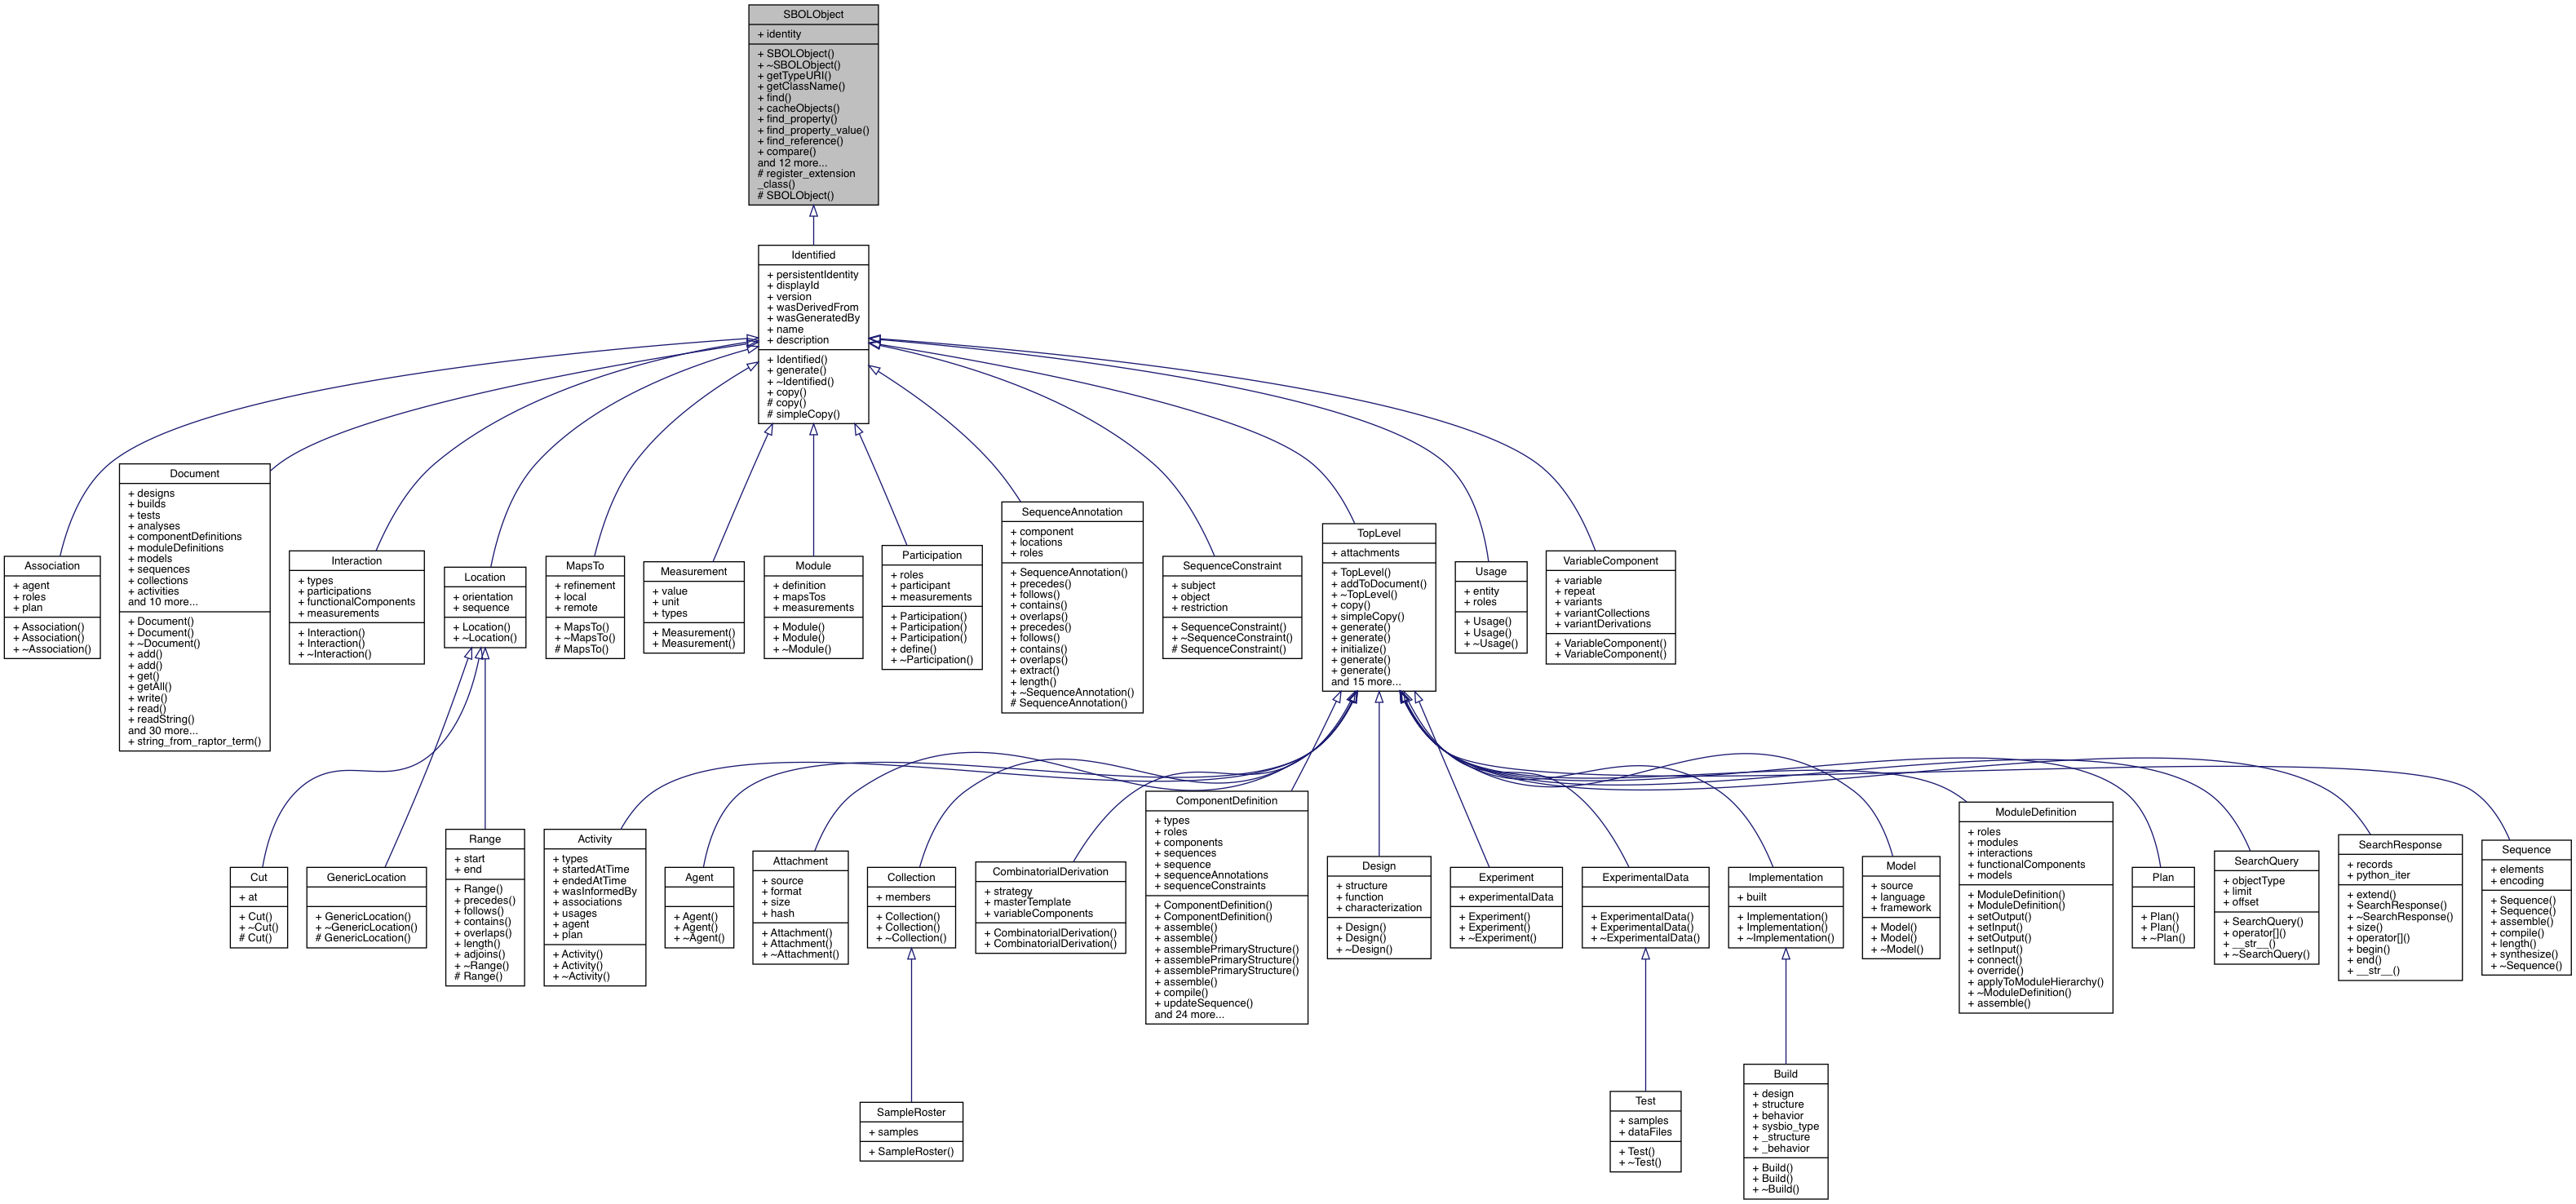 SBOLObject
+ identity
+ SBOLObject()
+ ~SBOLObject()
+ getTypeURI()
+ getClassName()
+ find()
+ cacheObjects()
+ find_property()
+ find_property_value()
+ find_reference()
+ compare()
and 12 more...
# register_extension
_class()
# SBOLObject()
Identified
+ persistentIdentity
+ displayId
+ version
+ wasDerivedFrom
+ wasGeneratedBy
+ name
+ description
+ Identified()
+ generate()
+ ~Identified()
+ copy()
# copy()
# simpleCopy()
Association
+ agent
+ roles
+ plan
+ Association()
+ Association()
+ ~Association()
Document
+ designs
+ builds
+ tests
+ analyses
+ componentDefinitions
+ moduleDefinitions
+ models
+ sequences
+ collections
+ activities
and 10 more...
+ Document()
+ Document()
+ ~Document()
+ add()
+ add()
+ get()
+ getAll()
+ write()
+ read()
+ readString()
and 30 more...
+ string_from_raptor_term()
Interaction
+ types
+ participations
+ functionalComponents
+ measurements
+ Interaction()
+ Interaction()
+ ~Interaction()
Location
+ orientation
+ sequence
+ Location()
+ ~Location()
MapsTo
+ refinement
+ local
+ remote
+ MapsTo()
+ ~MapsTo()
# MapsTo()
Measurement
+ value
+ unit
+ types
+ Measurement()
+ Measurement()
Module
+ definition
+ mapsTos
+ measurements
+ Module()
+ Module()
+ ~Module()
Participation
+ roles
+ participant
+ measurements
+ Participation()
+ Participation()
+ Participation()
+ define()
+ ~Participation()
SequenceAnnotation
+ component
+ locations
+ roles
+ SequenceAnnotation()
+ precedes()
+ follows()
+ contains()
+ overlaps()
+ precedes()
+ follows()
+ contains()
+ overlaps()
+ extract()
+ length()
+ ~SequenceAnnotation()
# SequenceAnnotation()
SequenceConstraint
+ subject
+ object
+ restriction
+ SequenceConstraint()
+ ~SequenceConstraint()
# SequenceConstraint()
TopLevel
+ attachments
+ TopLevel()
+ addToDocument()
+ ~TopLevel()
+ copy()
+ simpleCopy()
+ generate()
+ generate()
+ initialize()
+ generate()
+ generate()
and 15 more...
Usage
+ entity
+ roles
+ Usage()
+ Usage()
+ ~Usage()
VariableComponent
+ variable
+ repeat
+ variants
+ variantCollections
+ variantDerivations
+ VariableComponent()
+ VariableComponent()
Cut
+ at
+ Cut()
+ ~Cut()
# Cut()
GenericLocation
+ GenericLocation()
+ ~GenericLocation()
# GenericLocation()
Range
+ start
+ end
+ Range()
+ precedes()
+ follows()
+ contains()
+ overlaps()
+ length()
+ adjoins()
+ ~Range()
# Range()
Activity
+ types
+ startedAtTime
+ endedAtTime
+ wasInformedBy
+ associations
+ usages
+ agent
+ plan
+ Activity()
+ Activity()
+ ~Activity()
Agent
+ Agent()
+ Agent()
+ ~Agent()
Attachment
+ source
+ format
+ size
+ hash
+ Attachment()
+ Attachment()
+ ~Attachment()
Collection
+ members
+ Collection()
+ Collection()
+ ~Collection()
CombinatorialDerivation
+ strategy
+ masterTemplate
+ variableComponents
+ CombinatorialDerivation()
+ CombinatorialDerivation()
ComponentDefinition
+ types
+ roles
+ components
+ sequences
+ sequence
+ sequenceAnnotations
+ sequenceConstraints
+ ComponentDefinition()
+ ComponentDefinition()
+ assemble()
+ assemble()
+ assemblePrimaryStructure()
+ assemblePrimaryStructure()
+ assemblePrimaryStructure()
+ assemble()
+ compile()
+ updateSequence()
and 24 more...
Design
+ structure
+ function
+ characterization
+ Design()
+ Design()
+ ~Design()
Experiment
+ experimentalData
+ Experiment()
+ Experiment()
+ ~Experiment()
ExperimentalData
+ ExperimentalData()
+ ExperimentalData()
+ ~ExperimentalData()
Implementation
+ built
+ Implementation()
+ Implementation()
+ ~Implementation()
Model
+ source
+ language
+ framework
+ Model()
+ Model()
+ ~Model()
ModuleDefinition
+ roles
+ modules
+ interactions
+ functionalComponents
+ models
+ ModuleDefinition()
+ ModuleDefinition()
+ setOutput()
+ setInput()
+ setOutput()
+ setInput()
+ connect()
+ override()
+ applyToModuleHierarchy()
+ ~ModuleDefinition()
+ assemble()
Plan
+ Plan()
+ Plan()
+ ~Plan()
SearchQuery
+ objectType
+ limit
+ offset
+ SearchQuery()
+ operator[]()
+ __str__()
+ ~SearchQuery()
SearchResponse
+ records
+ python_iter
+ extend()
+ SearchResponse()
+ ~SearchResponse()
+ size()
+ operator[]()
+ begin()
+ end()
+ __str__()
Sequence
+ elements
+ encoding
+ Sequence()
+ Sequence()
+ assemble()
+ compile()
+ length()
+ synthesize()
+ ~Sequence()
SampleRoster
+ samples
+ SampleRoster()
Test
+ samples
+ dataFiles
+ Test()
+ ~Test()
Build
+ design
+ structure
+ behavior
+ sysbio_type
+ _structure
+ _behavior
+ Build()
+ Build()
+ ~Build()